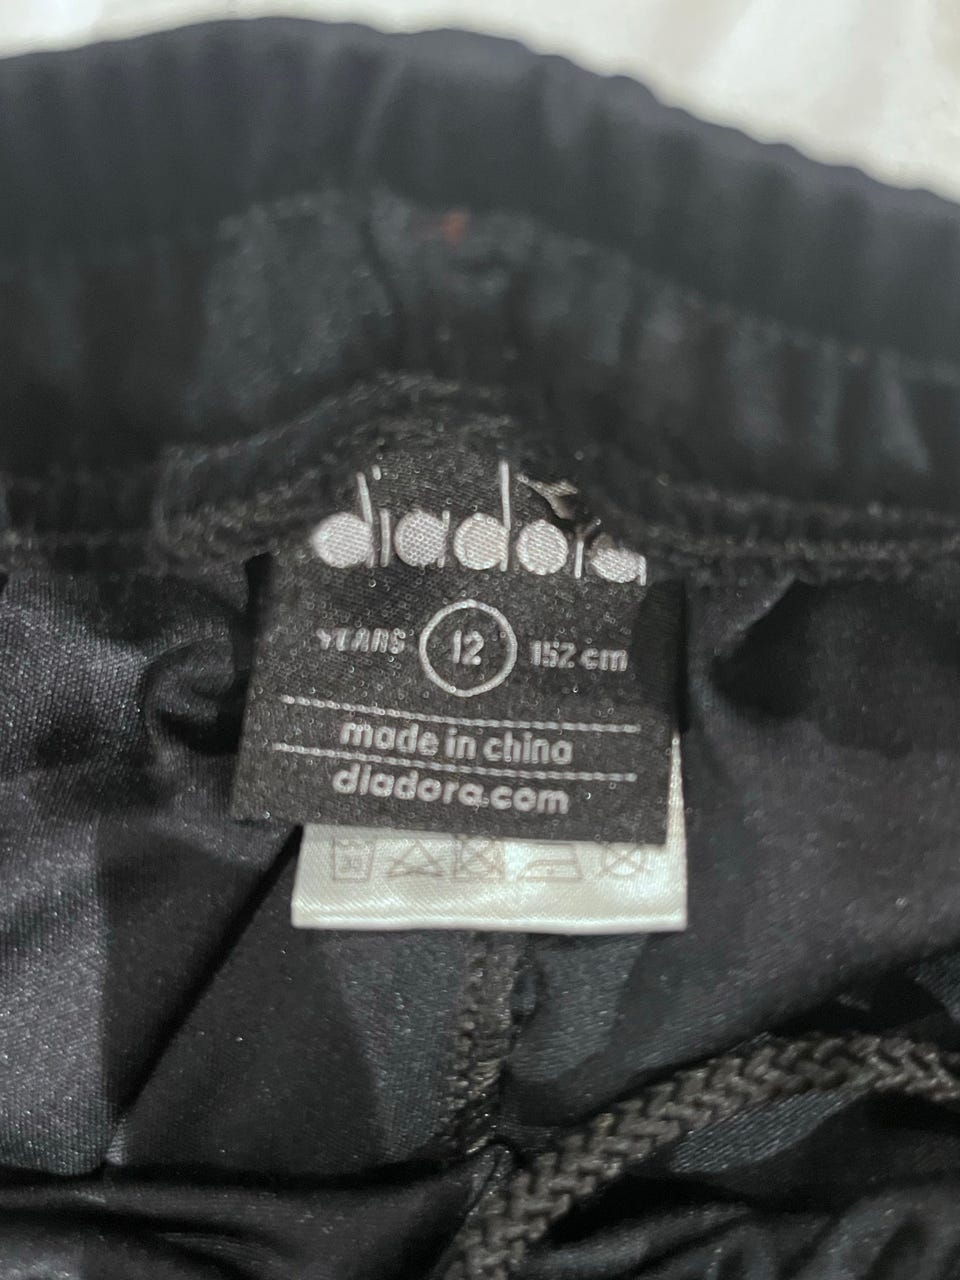 diadora
YEARS 12 152 cm
made in china
diadora.com